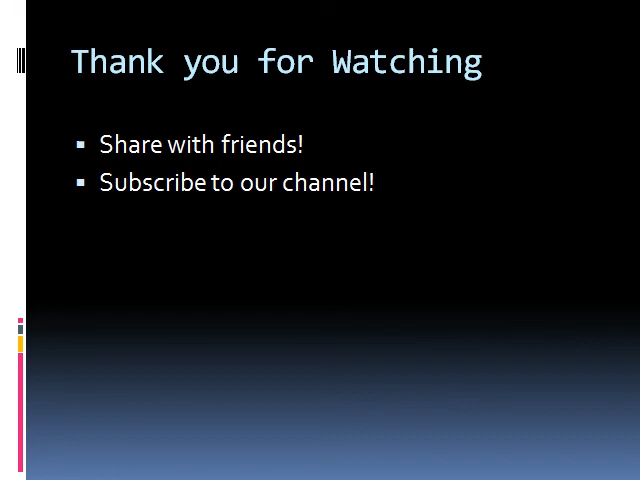 Thank you for Watching
Share with friends!
Subscribe to our channel!